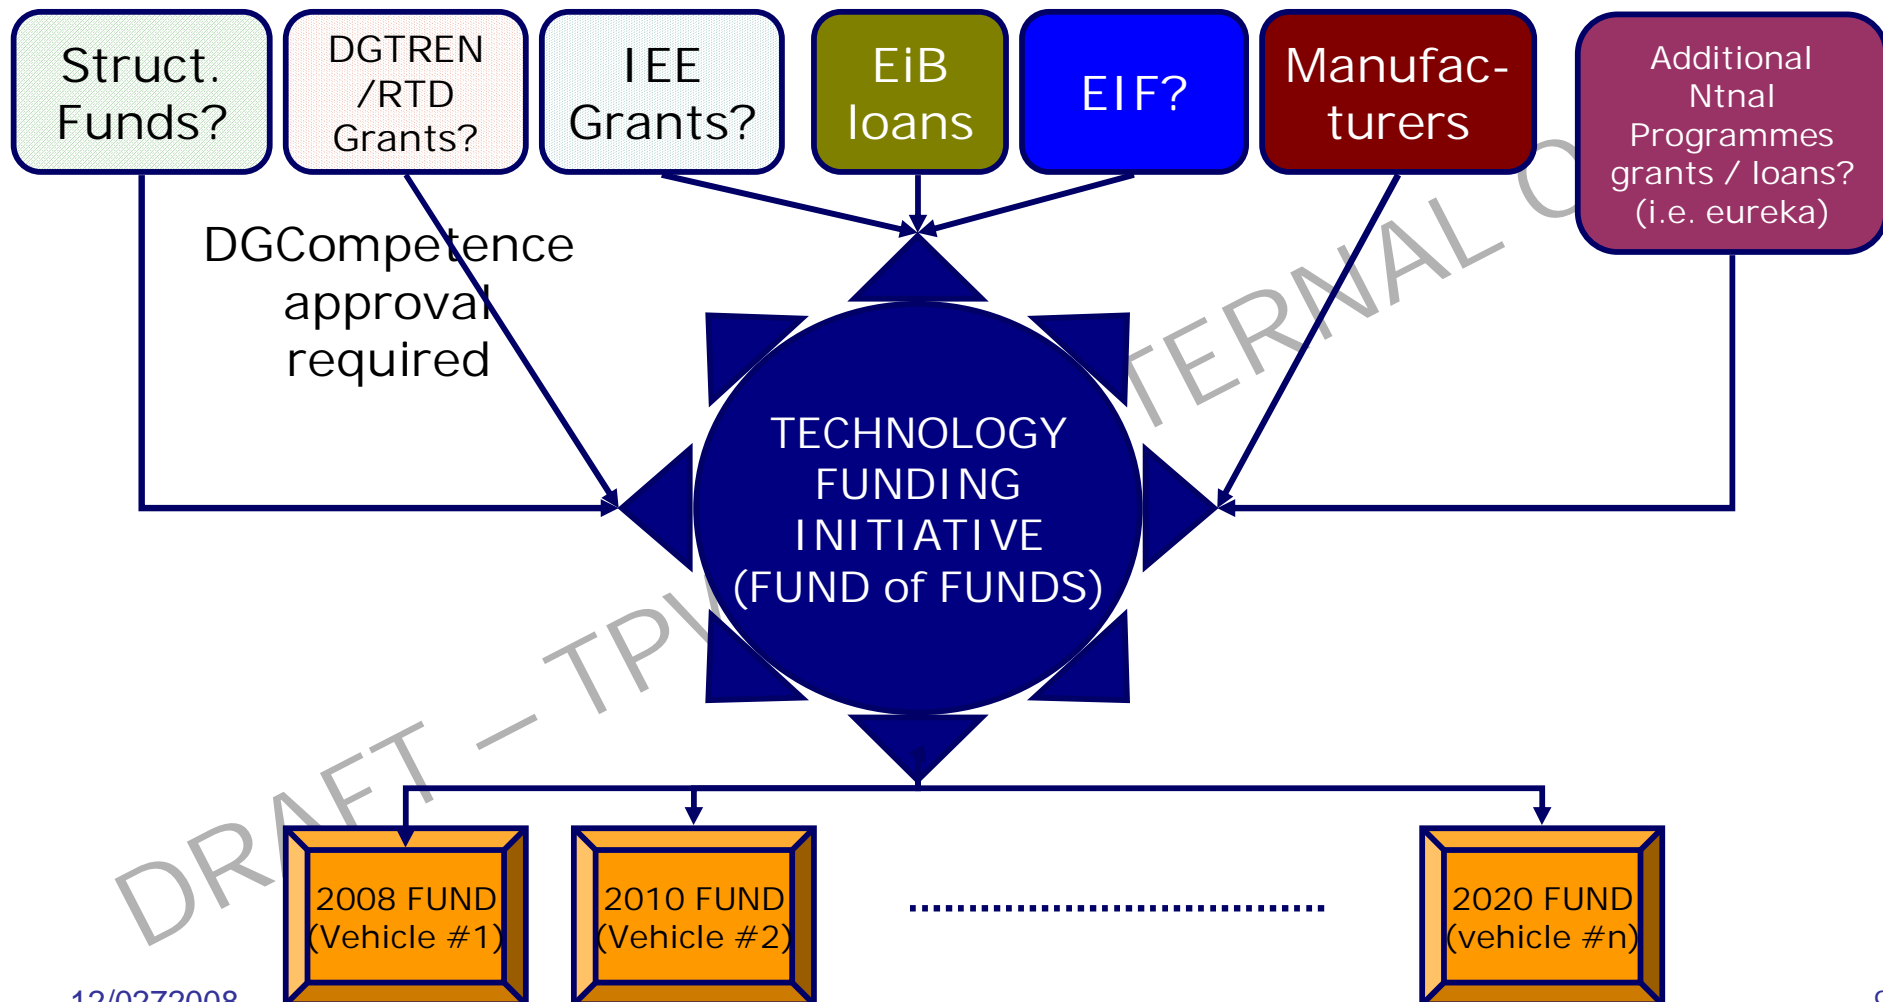 Struct.
Funds?
DGTREN
/RTD
Grants?
IEE
Grants?
EiB
loans
EIF?
Manufac-
turers
Additional
Ntnal
Programmes
grants / loans?
(i.e. eureka)
DGCompetence
approval
required
TECHNOLOGY
FUNDING
INITIATIVE
(FUND of FUNDS)
DRAFT –
2008 FUND
(Vehicle #1)
2010 FUND
(Vehicle #2)
2020 FUND
(vehicle #n)
12/0272008